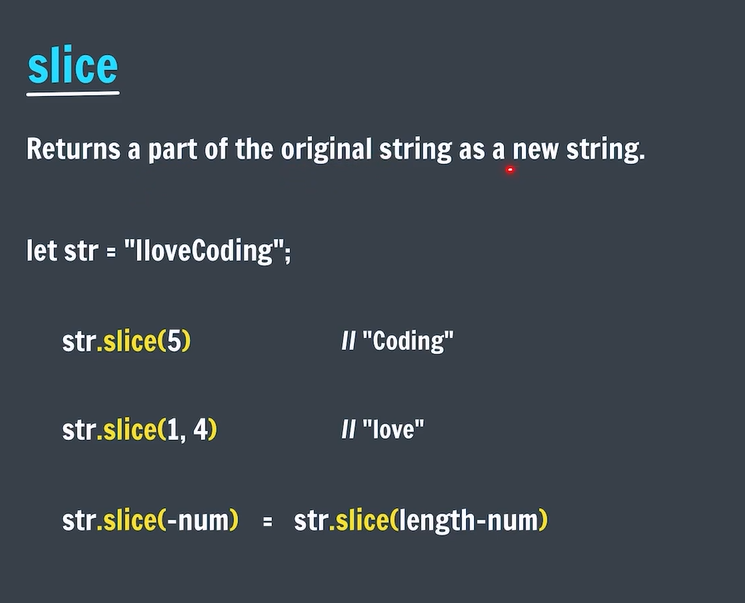 slice
Returns a part of the original string as a new string.
let str = "IloveCoding";
str.slice(5) // "Coding"
str.slice(1, 4) // "love"
str.slice(-num) = str.slice(length-num)